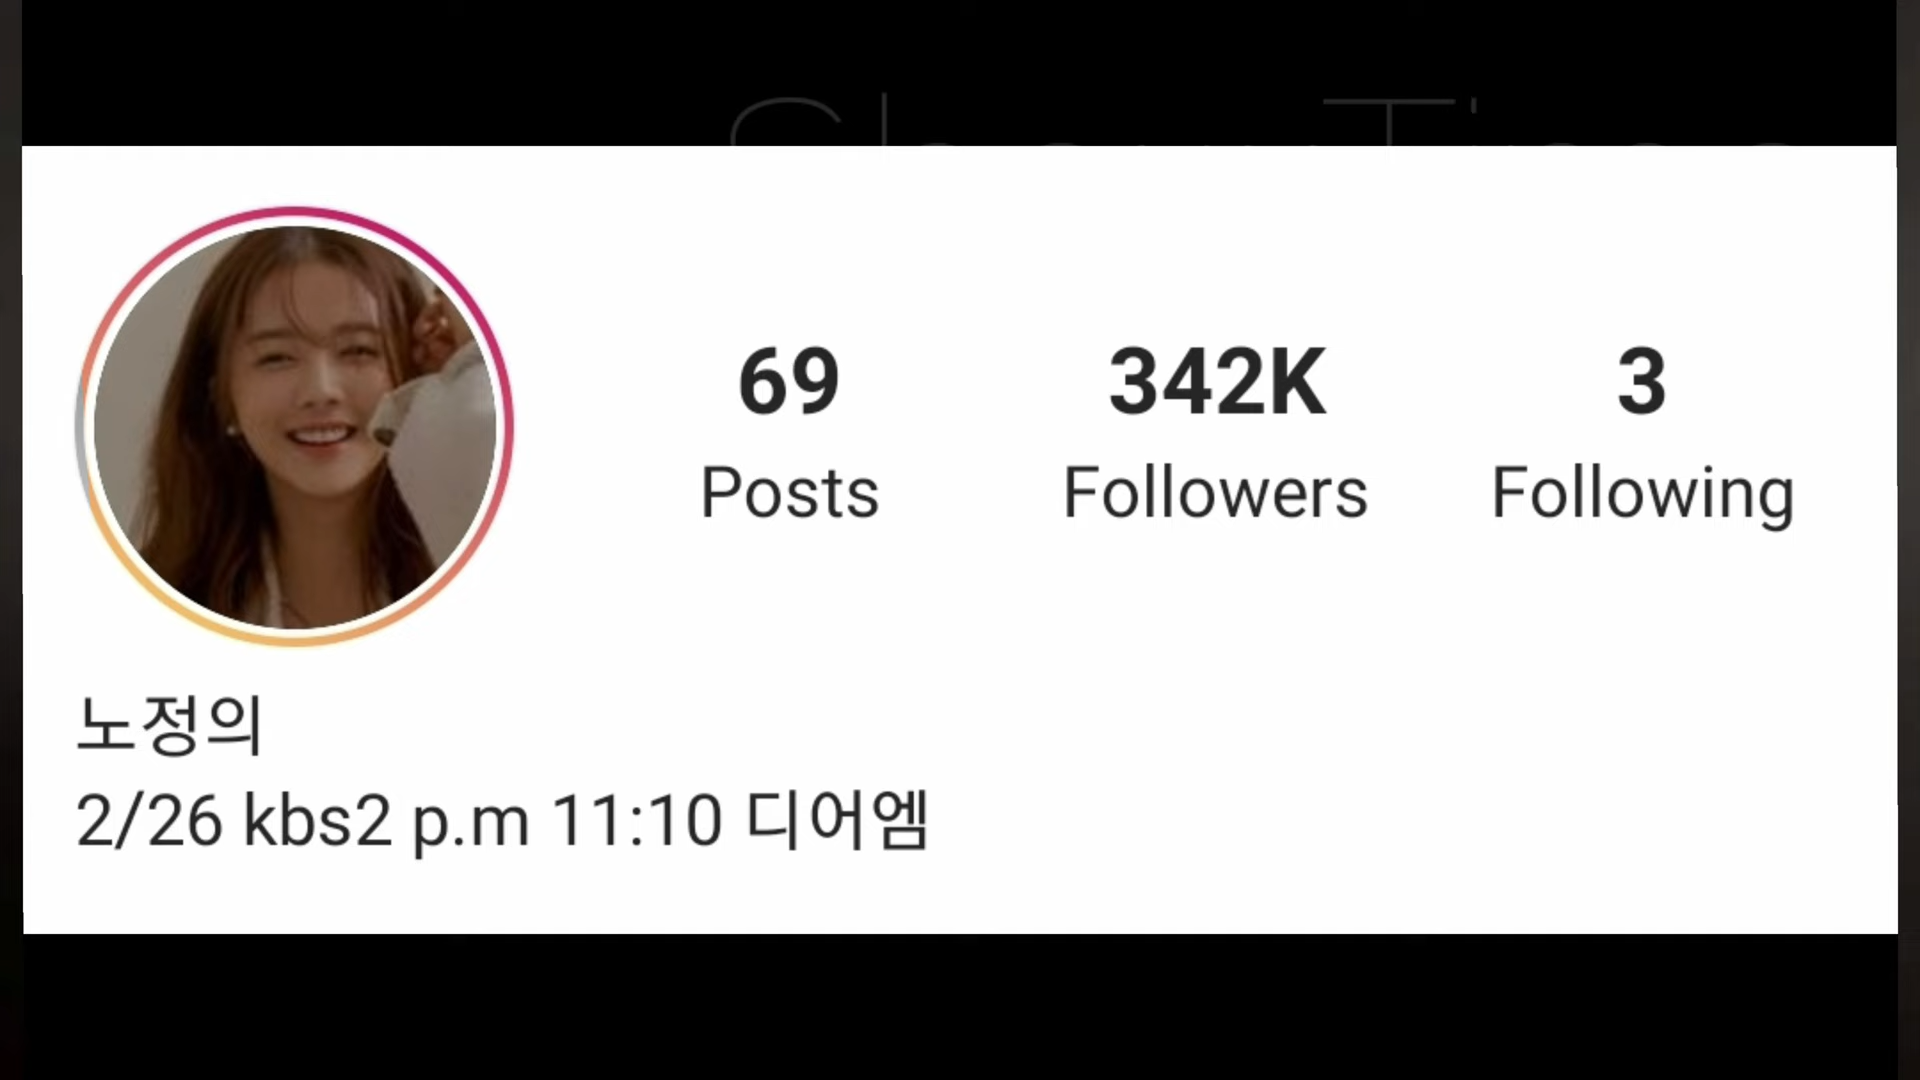 69
Posts
342K
Followers
3
Following
노정의
2/26 kbs2 p.m 11:10 디어엠